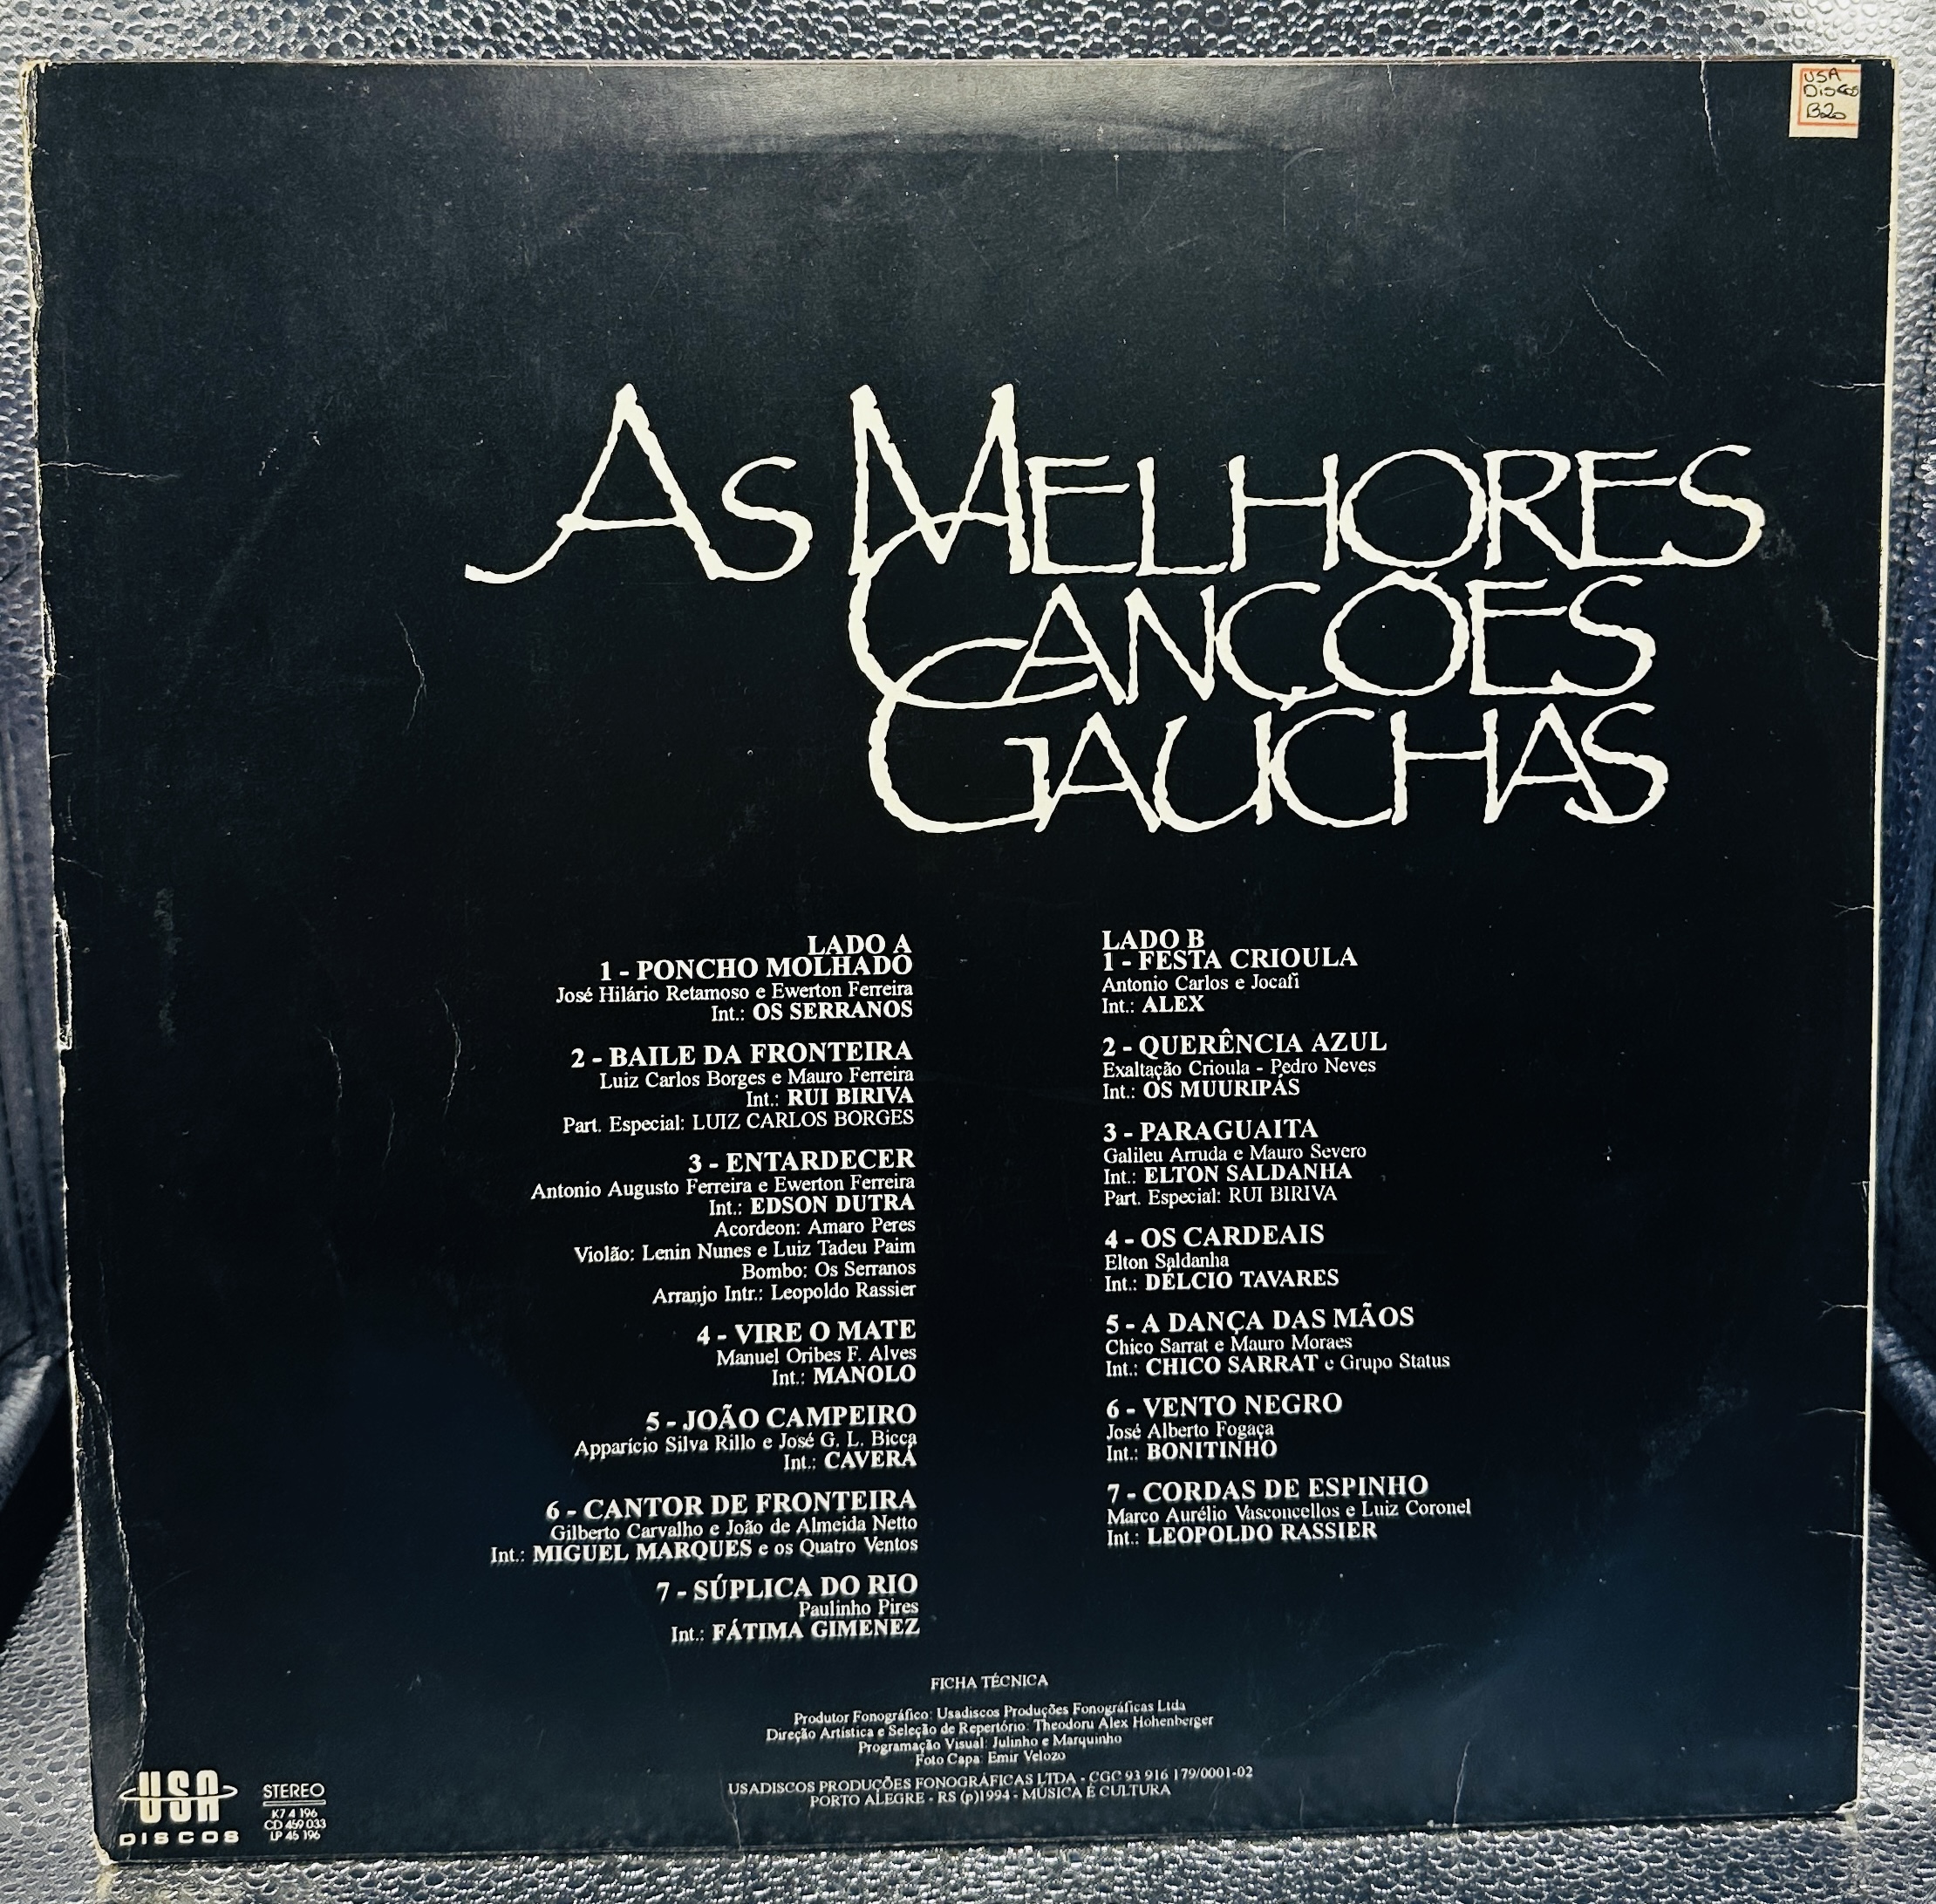 USA
DISCOS
B20
AS MELHORES
CANÇÕES
GAÚCHAS
LADO A
1 - PONCHO MOLHADO
José Hilário Retamoso e Ewerton Ferreira
Int.: OS SERRANOS
2 - BAILE DA FRONTEIRA
Luiz Carlos Borges e Mauro Ferreira
Int.: RUI BIRIVA
Part. Especial: LUIZ CARLOS BORGES
3 - ENTARDECER
Antonio Augusto Ferreira e Ewerton Ferreira
Int.: EDSON DUTRA
Acordeon: Amaro Peres
Violão: Lenin Nunes e Luiz Tadeu Paim
Bombo: Os Serranos
Arranjo Intr.: Leopoldo Rassier
4 - VIRE O MATE
Manuel Oribes F. Alves
Int.: MANOLO
5 - JOÃO CAMPEIRO
Apparício Silva Rillo e José G. L. Bicca
Int.: CAVERÁ
6 - CANTOR DE FRONTEIRA
Gilberto Carvalho e João de Almeida Netto
Int.: MIGUEL MARQUES e os Quatro Ventos
7 - SÚPLICA DO RIO
Paulinho Pires
Int.: FÁTIMA GIMENEZ
LADO B
1 - FESTA CRIOULA
Antonio Carlos e Jocafi
Int.: ALEX
2 - QUERÊNCIA AZUL
Exaltação Crioula - Pedro Neves
Int.: OS MUURIPÁS
3 - PARAGUAITA
Galileu Arruda e Mauro Severo
Int.: ELTON SALDANHA
Part. Especial: RUI BIRIVA
4 - OS CARDEAIS
Elton Saldanha
Int.: DÉLCIO TAVARES
5 - A DANÇA DAS MÃOS
Chico Sarrat e Mauro Moraes
Int.: CHICO SARRAT e Grupo Status
6 - VENTO NEGRO
José Alberto Fogaça
Int.: BONITINHO
7 - CORDAS DE ESPINHO
Marco Aurélio Vasconcellos e Luiz Coronel
Int.: LEOPOLDO RASSIER
FICHA TÉCNICA
Produtor Fonográfico: Usadiscos Produções Fonográficas Ltda
Direção Artística e Seleção de Repertório: Theodoru Alex Hohenberger
Programação Visual: Julinho e Marquinho
Foto Capa: Emir Velozo
USADISCOS PRODUÇÕES FONOGRÁFICAS LTDA - CGC 93 916 179/0001-02
PORTO ALEGRE - RS (p)1994 - MÚSICA É CULTURA
USA
DISCOS
STEREO
K7 4 196
CD 459 033
LP 45 196